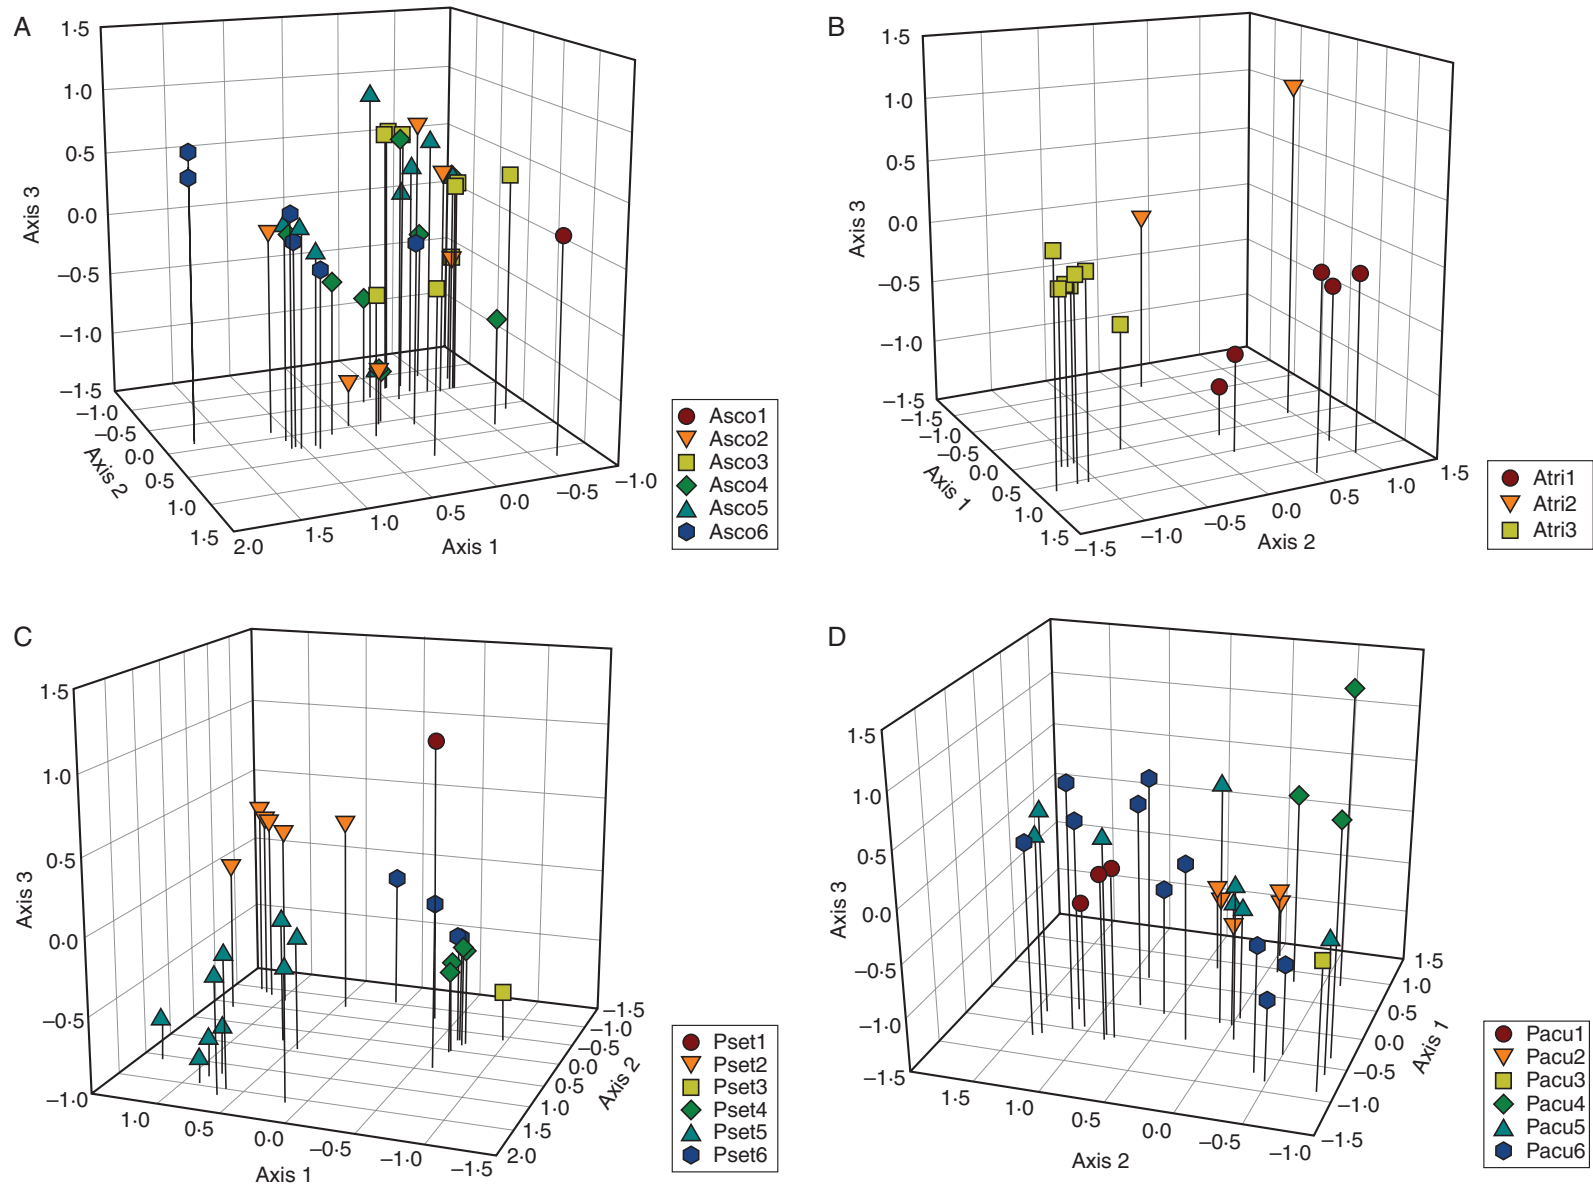 A
1·5
1·0
0·5
0·0
−0·5
−1·0
−1·5
Axis 3
−1·0
−0·5
0·0
0·5
1·0
1·5
Axis 2
2·0
1·5
1·0
0·5
0·0
−0·5
−1·0
Axis 1
Asco1
Asco2
Asco3
Asco4
Asco5
Asco6
B
1·5
1·0
0·5
0·0
−0·5
−1·0
−1·5
Axis 3
−1·5
−1·0
−0·5
0·0
0·5
1·0
1·5
Axis 1
−1·5
−1·0
−0·5
0·0
0·5
1·0
1·5
Axis 2
Atri1
Atri2
Atri3
C
1·5
1·0
0·5
0·0
−0·5
−1·0
Axis 3
1·0
0·5
0·0
−0·5
−1·0
−1·5
Axis 1
−1·5
−1·0
−0·5
0·0
0·5
1·0
1·5
2·0
Axis 2
Pset1
Pset2
Pset3
Pset4
Pset5
Pset6
D
1·5
1·0
0·5
0·0
−0·5
−1·0
−1·5
Axis 3
1·5
1·0
0·5
0·0
−0·5
−1·0
Axis 2
1·5
1·0
0·5
0·0
−0·5
−1·0
−1·5
Axis 1
Pacu1
Pacu2
Pacu3
Pacu4
Pacu5
Pacu6